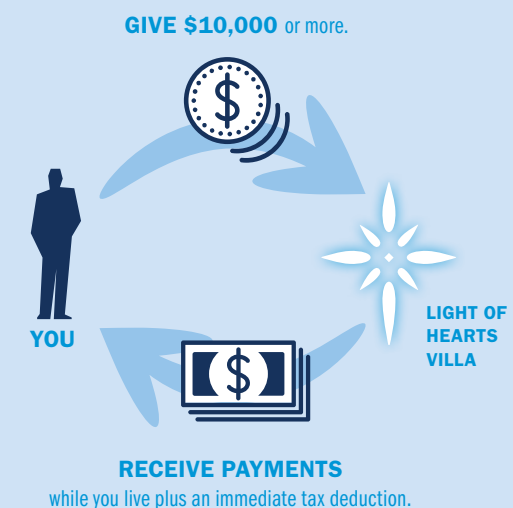 GIVE $10,000 or more.
YOU
LIGHT OF
HEARTS
VILLA
RECEIVE PAYMENTS
while you live plus an immediate tax deduction.